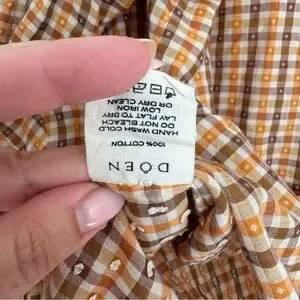 DÔEN
100% COTTON
HAND WASH COLD
DO NOT BLEACH
LAY FLAT TO DRY
LOW IRON
OR DRY CLEAN